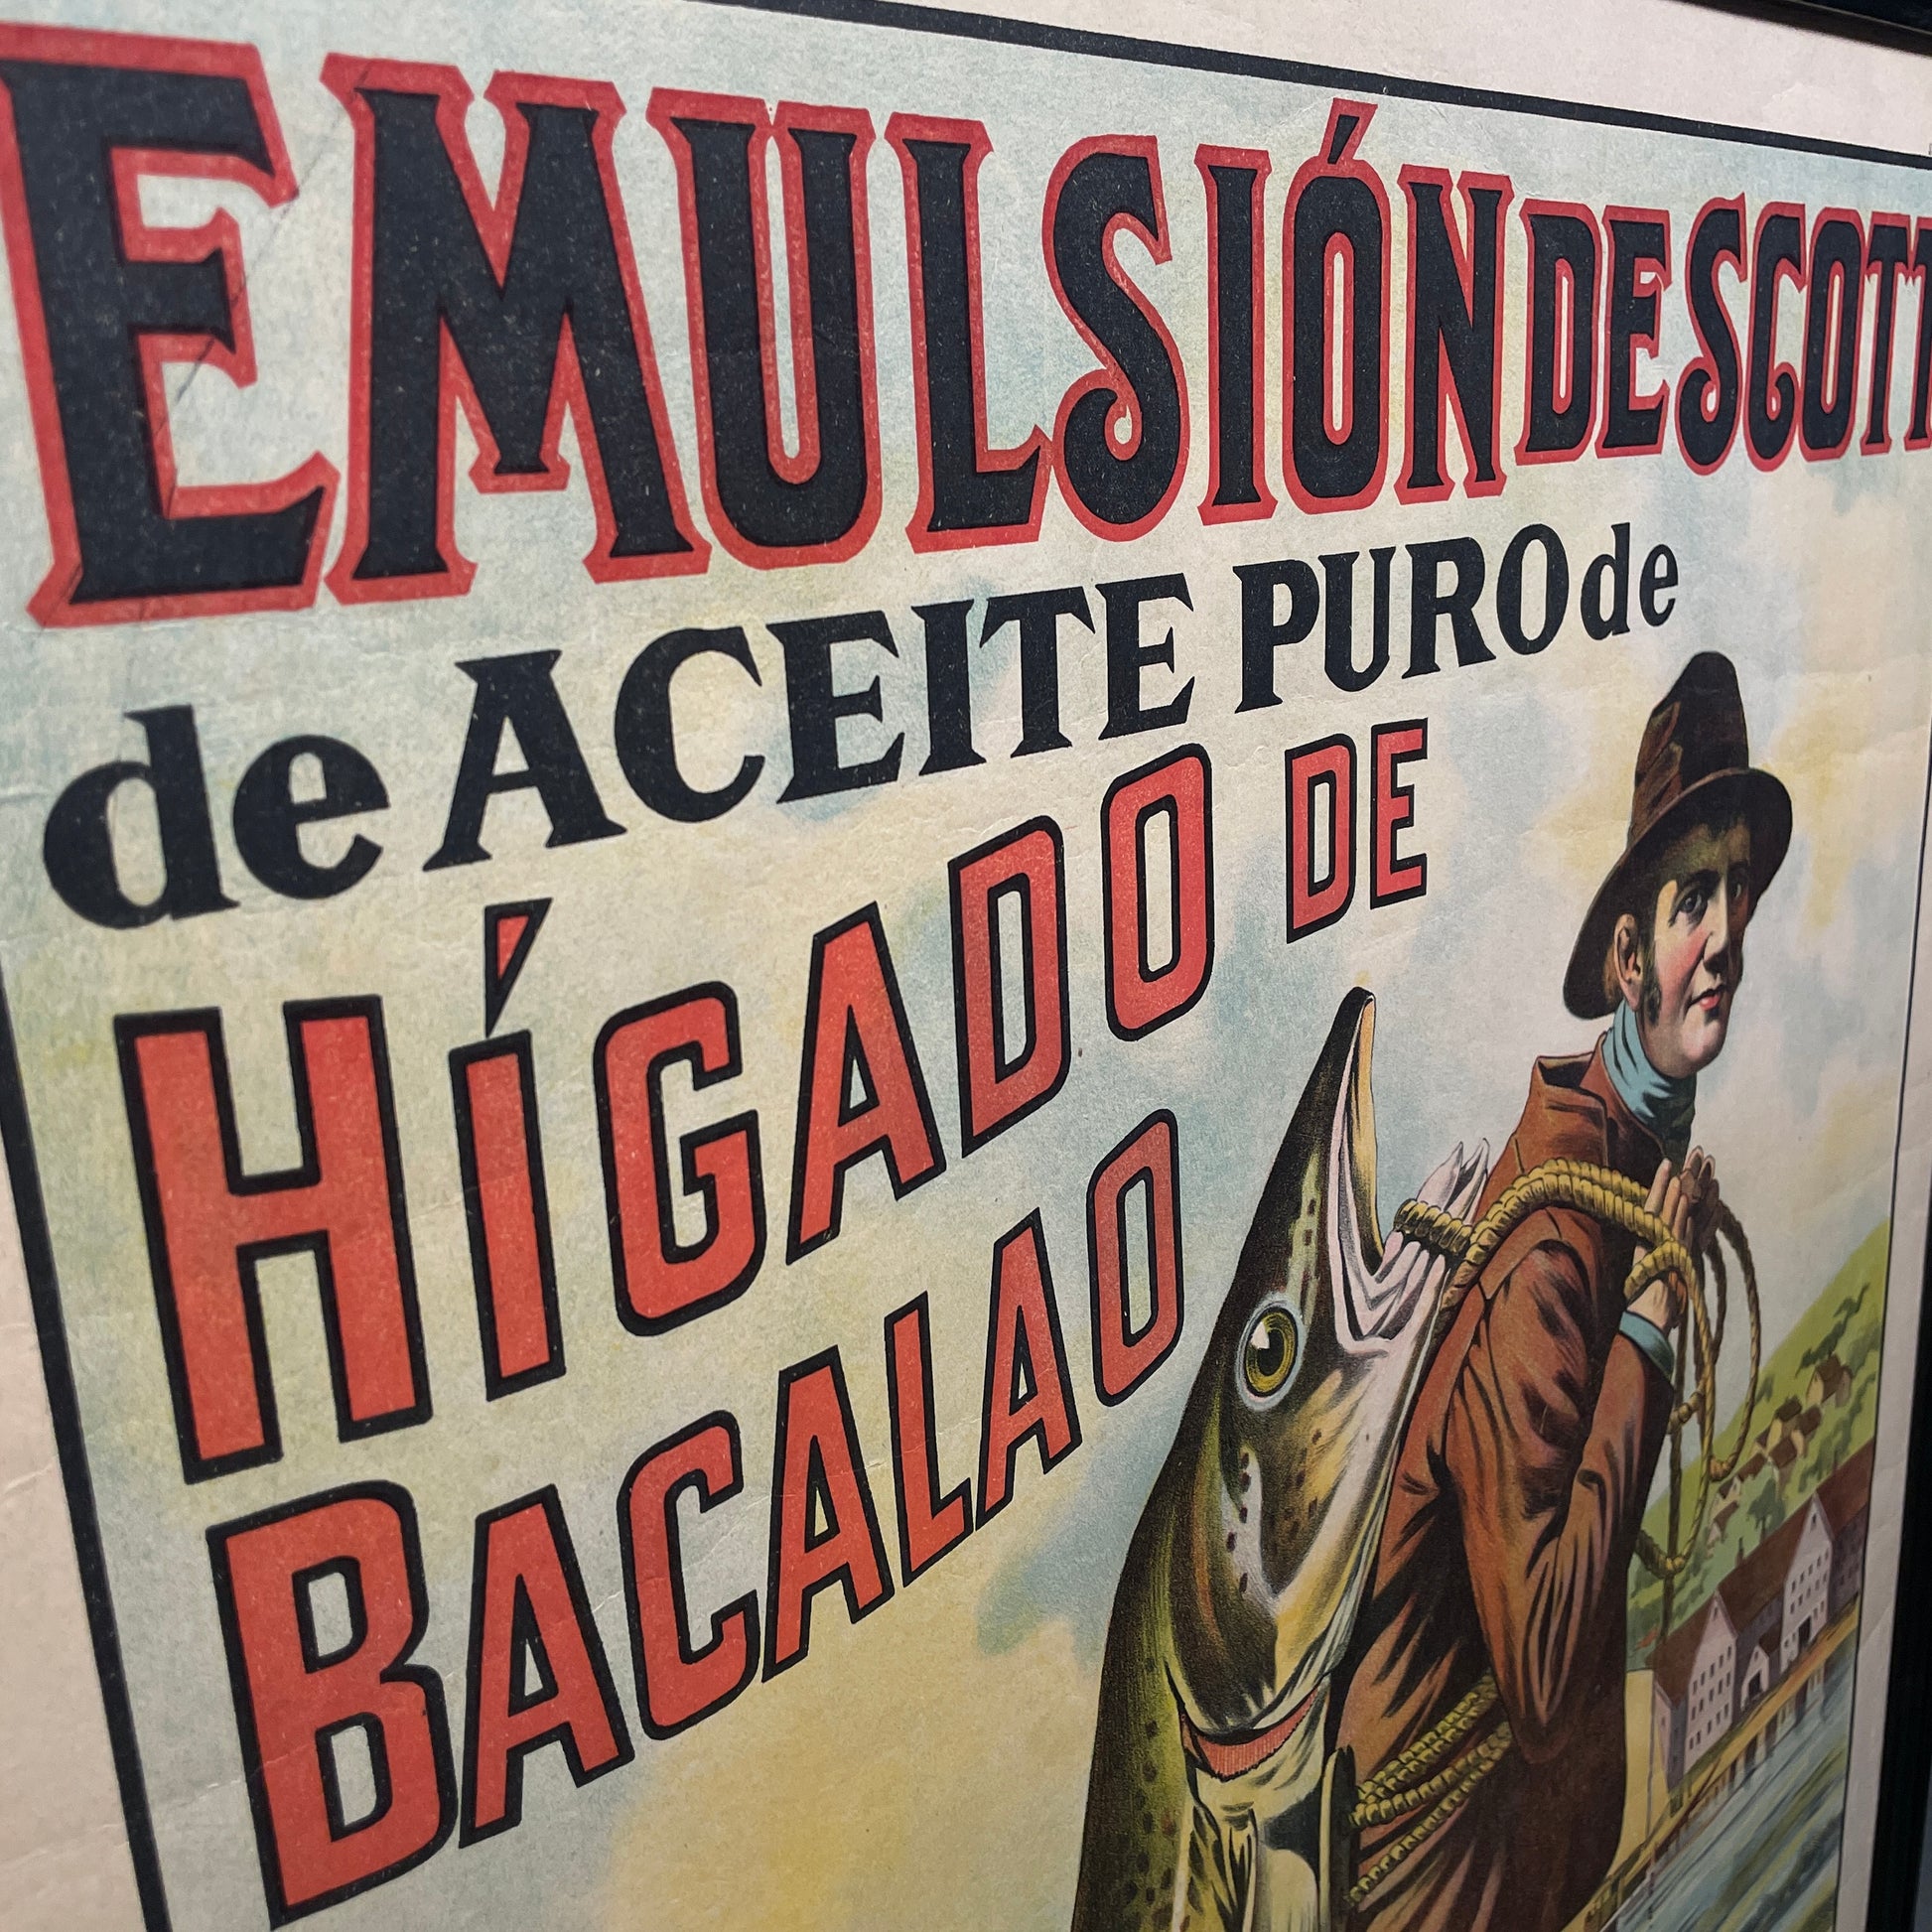 EMULSIÓN DE SCOTT
de ACEITE PURO de
HÍGADO DE
BACALAO